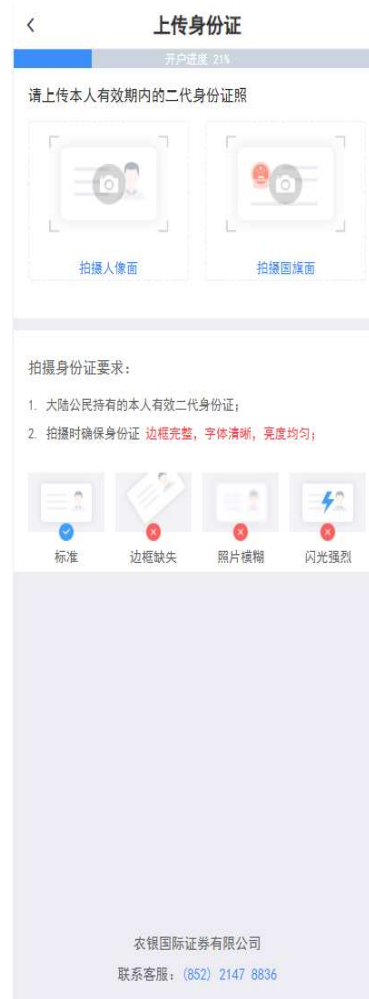 上传身份证
开户进度 21%
请上传本人有效期内的二代身份证照
拍摄人像面 拍摄国旗面
拍摄身份证要求:
1. 大陆公民持有的本人有效二代身份证;
2. 拍摄时确保身份证 边框完整, 字体清晰, 亮度均匀;
标准 边框缺失 照片模糊 闪光强烈
农银国际证券有限公司
联系客服: (852) 2147 8836